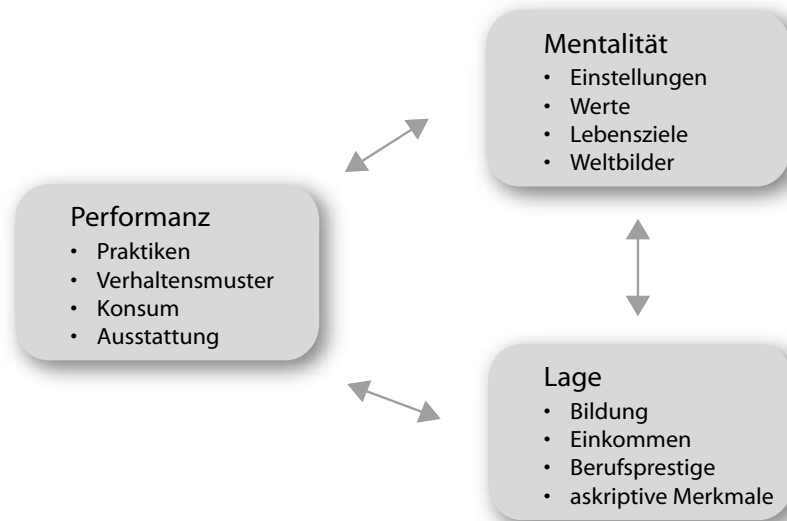 Mentalität
• Einstellungen
• Werte
• Lebensziele
• Weltbilder
Performanz
• Praktiken
• Verhaltensmuster
• Konsum
• Ausstattung
Lage
• Bildung
• Einkommen
• Berufsprestige
• askriptive Merkmale